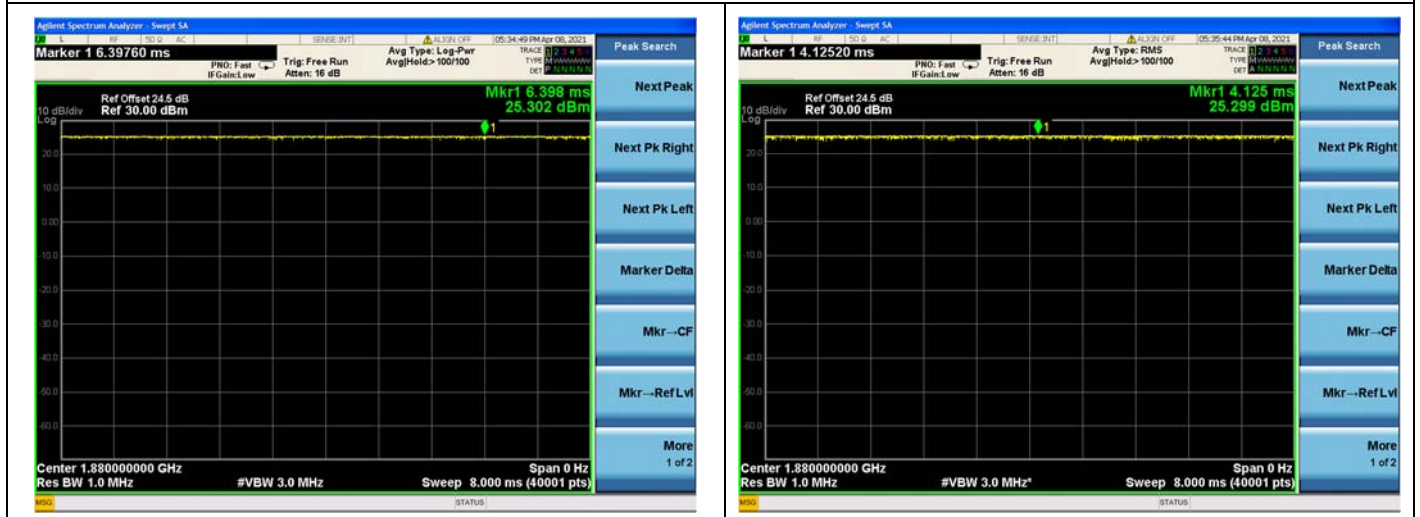 Agilent Spectrum Analyzer - Swept SA
L RF 50 Ω AC SENSE:INT ALIGN OFF 05:34:49 PM Apr 08, 2021
Marker 1 6.39760 ms
PNO: Fast
IFGain:Low
Trig: Free Run
Atten: 16 dB
Avg Type: Log-Pwr
Avg|Hold:> 100/100
TRACE 1 2 3 4 5 6
TYPE M
DET P N N N N N
Peak Search
Mkr1 6.398 ms
25.302 dBm
Ref Offset 24.5 dB
Ref 30.00 dBm
10 dB/div
Log
1
20.0
10.0
0.00
-10.0
-20.0
-30.0
-40.0
-50.0
-60.0
Center 1.880000000 GHz
Span 0 Hz
Res BW 1.0 MHz
#VBW 3.0 MHz
Sweep 8.000 ms (40001 pts)
MSG
STATUS
Next Peak
Next Pk Right
Next Pk Left
Marker Delta
Mkr→CF
Mkr→Ref Lvl
More
1 of 2
Agilent Spectrum Analyzer - Swept SA
L RF 50 Ω AC SENSE:INT ALIGN OFF 05:35:44 PM Apr 08, 2021
Marker 1 4.12520 ms
PNO: Fast
IFGain:Low
Trig: Free Run
Atten: 16 dB
Avg Type: RMS
Avg|Hold:> 100/100
TRACE 1 2 3 4 5 6
TYPE M
DET A N N N N N
Peak Search
Mkr1 4.125 ms
25.299 dBm
Ref Offset 24.5 dB
Ref 30.00 dBm
10 dB/div
Log
1
20.0
10.0
0.00
-10.0
-20.0
-30.0
-40.0
-50.0
-60.0
Center 1.880000000 GHz
Span 0 Hz
Res BW 1.0 MHz
#VBW 3.0 MHz*
Sweep 8.000 ms (40001 pts)
MSG
STATUS
Next Peak
Next Pk Right
Next Pk Left
Marker Delta
Mkr→CF
Mkr→Ref Lvl
More
1 of 2